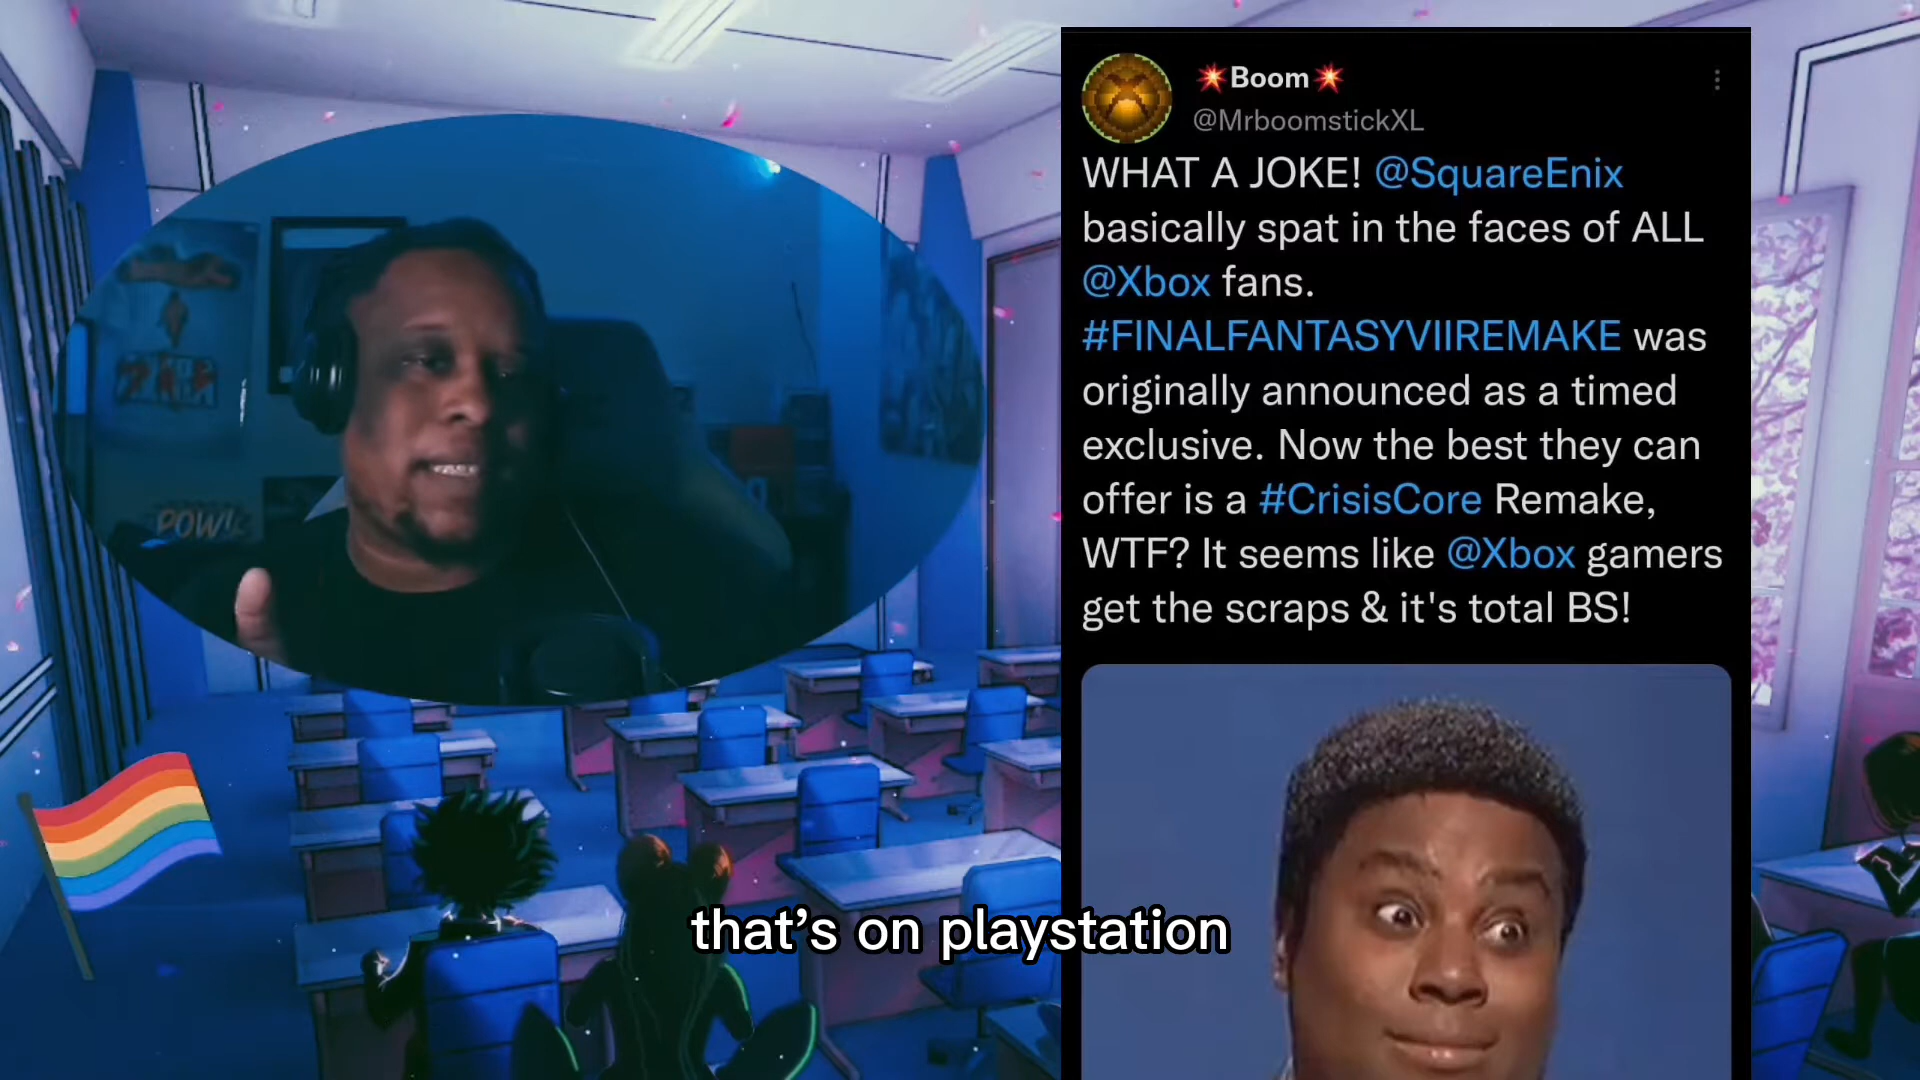 💥Boom💥
@MrboomstickXL
WHAT A JOKE! @SquareEnix
basically spat in the faces of ALL
@Xbox fans.
#FINALFANTASYVIIREMAKE was
originally announced as a timed
exclusive. Now the best they can
offer is a #CrisisCore Remake,
WTF? It seems like @Xbox gamers
get the scraps & it's total BS!
POW!
that's on playstation